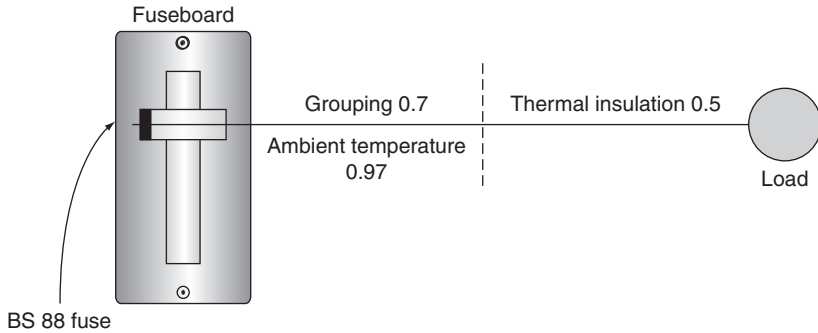 Fuseboard
Grouping 0.7
Thermal insulation 0.5
Ambient temperature
0.97
Load
BS 88 fuse